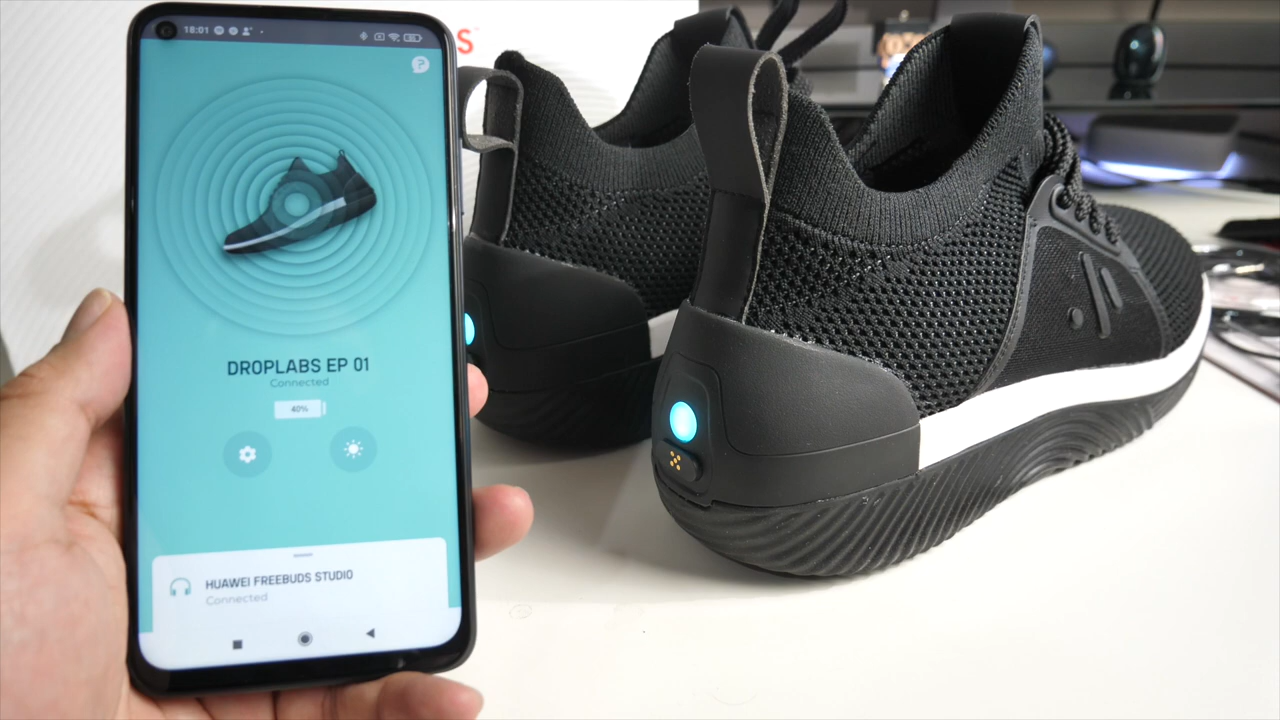 18:01
S
DROPLABS EP 01
Connected
40%
HUAWEI FREEBUDS STUDIO
Connected